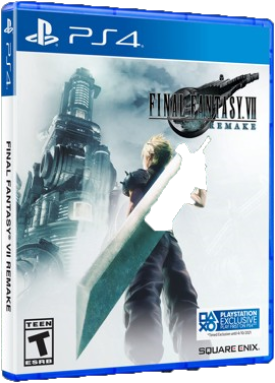 PS4
FINAL FANTASY VII
REMAKE
FINAL FANTASY® VII REMAKE
PLAYSTATION
EXCLUSIVE
SQUARE ENIX.
TEEN
T
ESRB